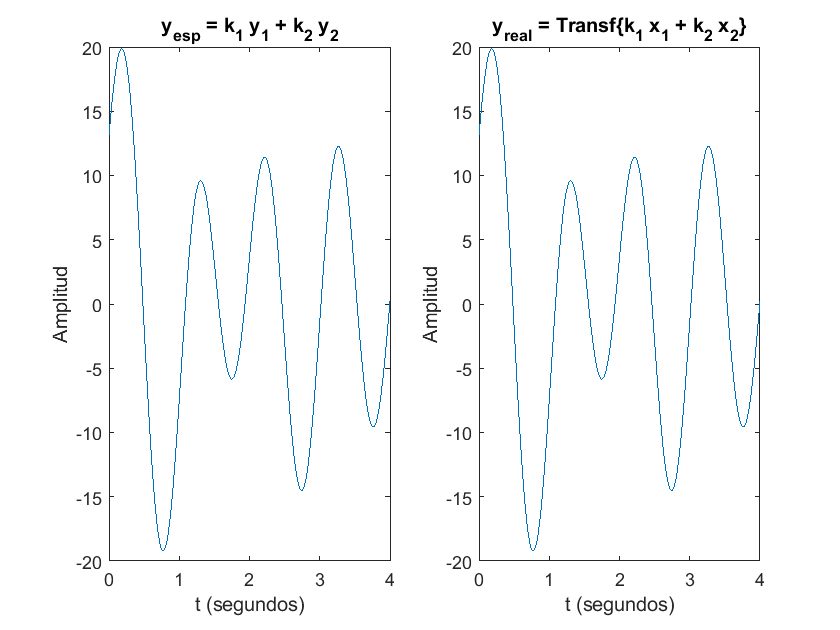 y_esp = k_1 y_1 + k_2 y_2
20
15
10
5
0
-5
-10
-15
-20
Amplitud
0 1 2 3 4
t (segundos)
y_real = Transf{k_1 x_1 + k_2 x_2}
20
15
10
5
0
-5
-10
-15
-20
Amplitud
0 1 2 3 4
t (segundos)